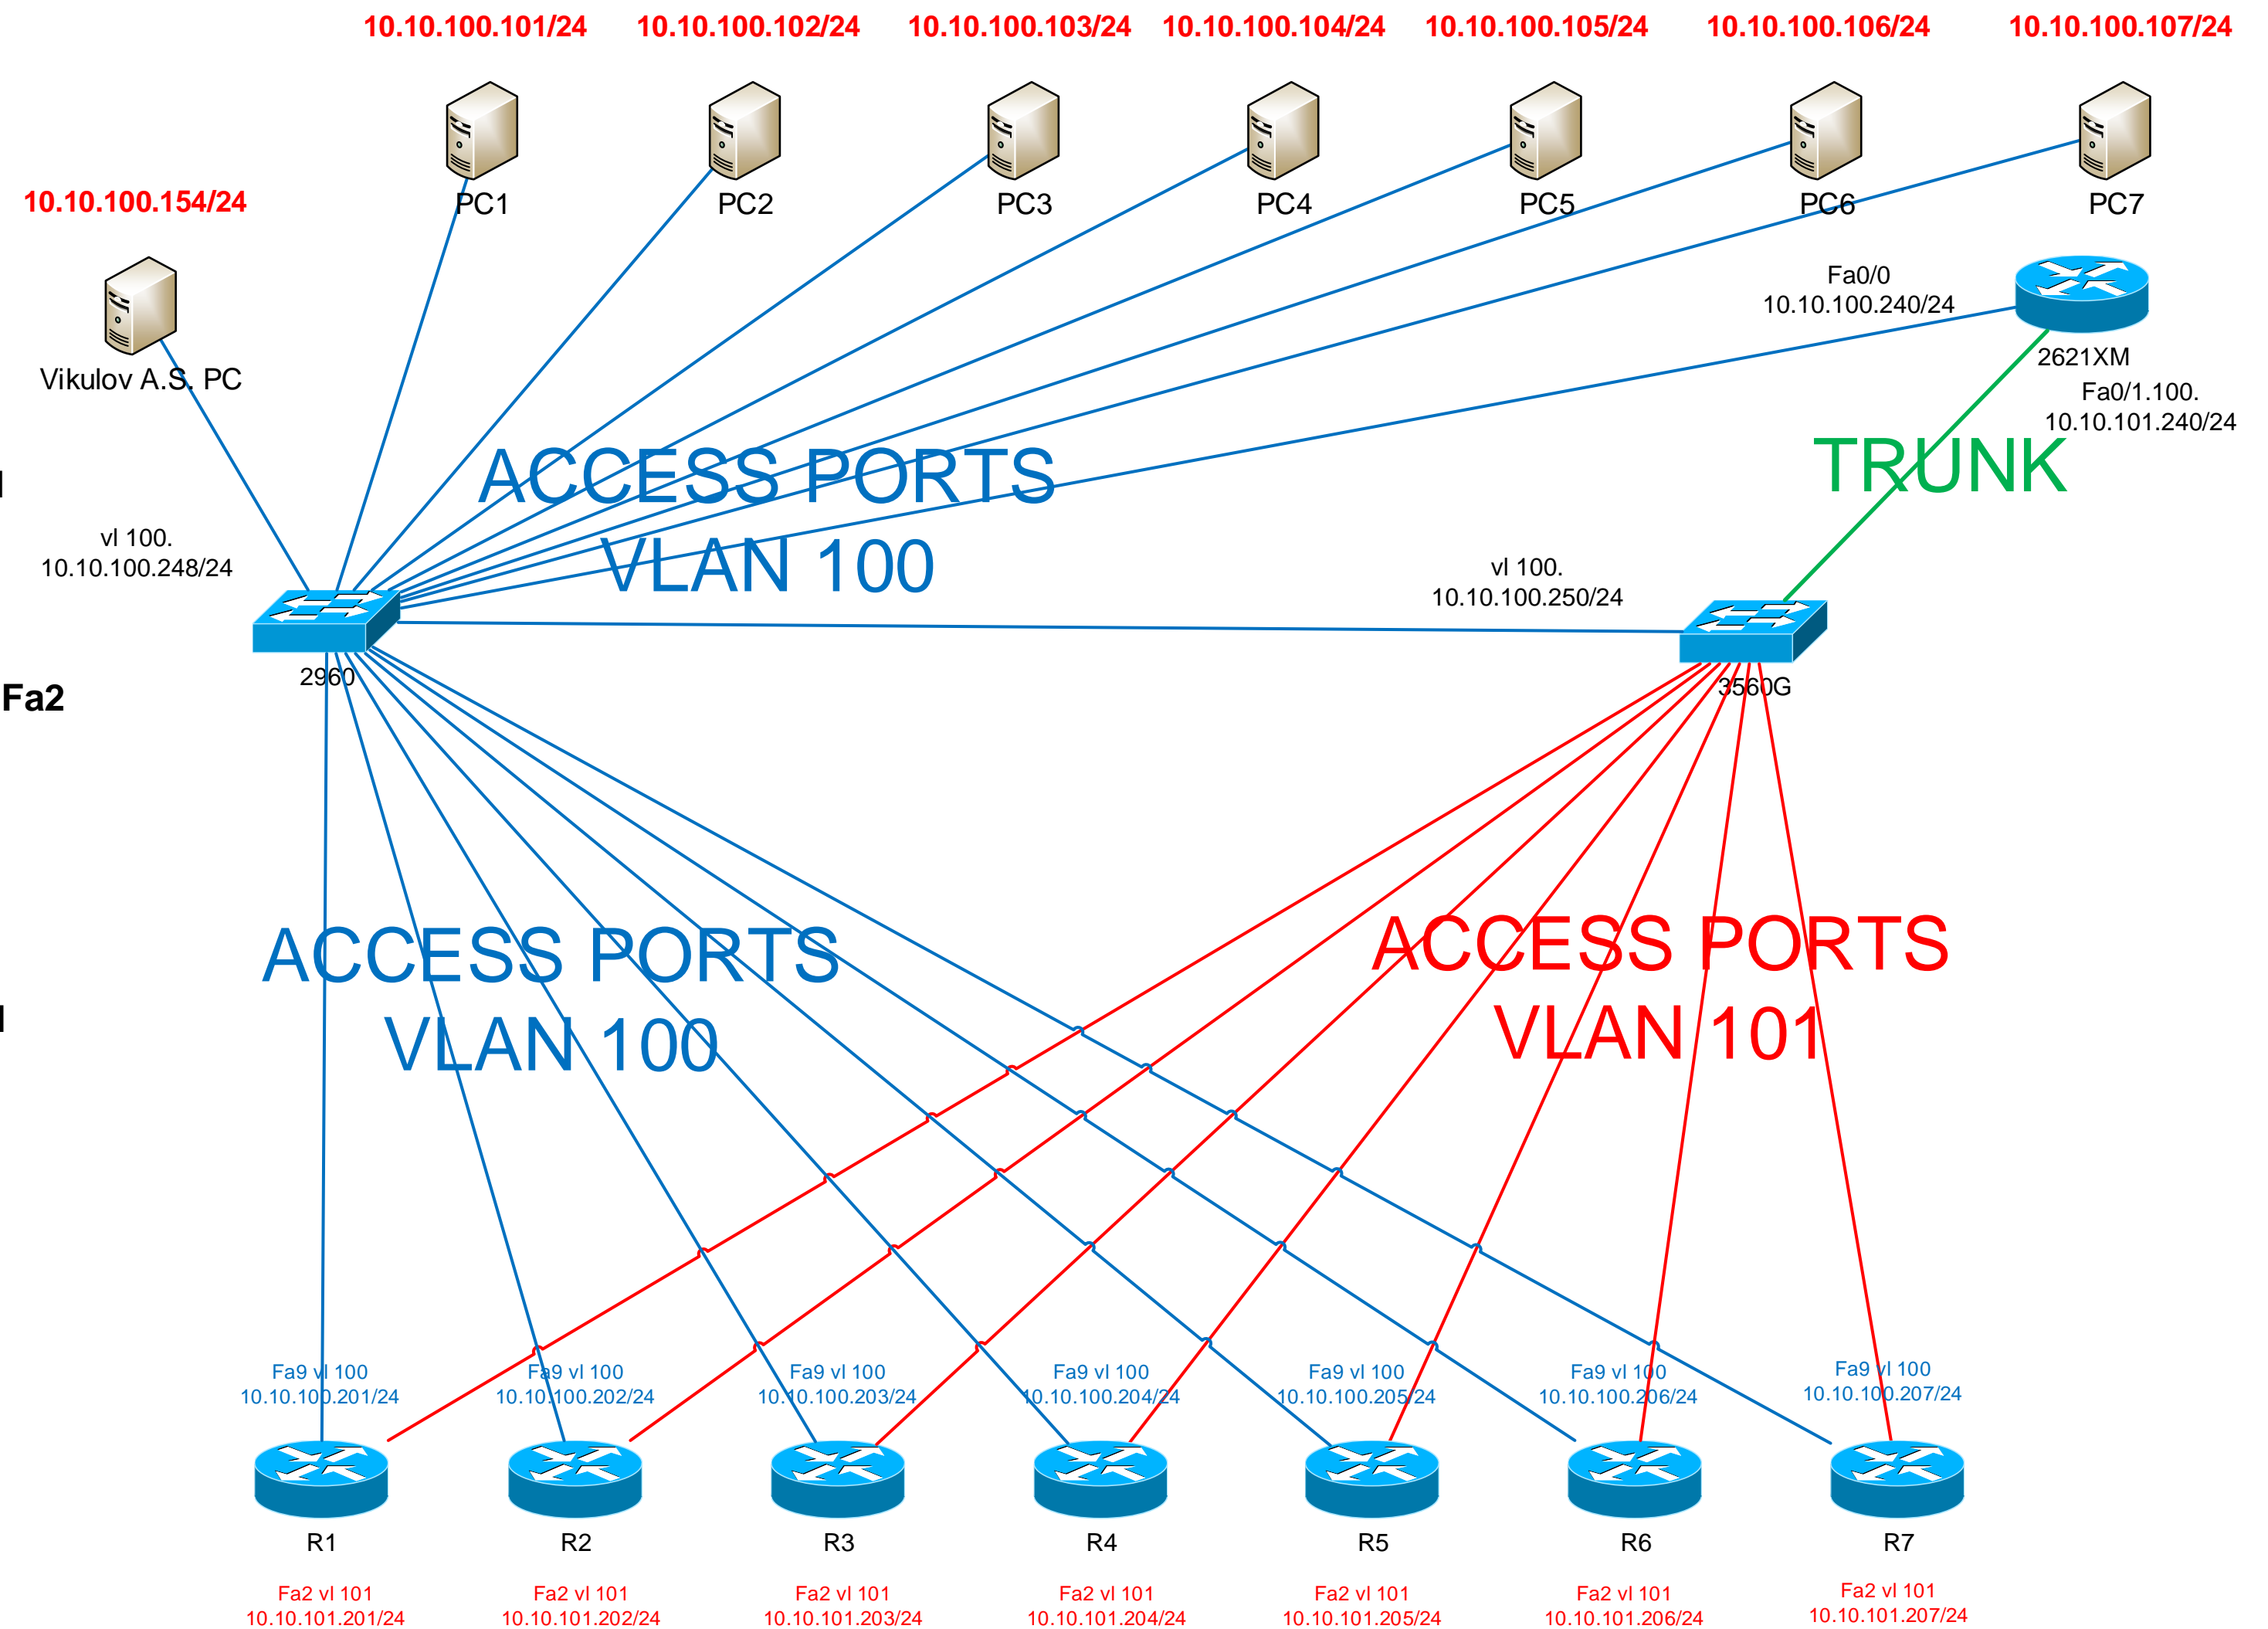 10.10.100.101/24
10.10.100.102/24
10.10.100.103/24
10.10.100.104/24
10.10.100.105/24
10.10.100.106/24
10.10.100.107/24
PC1
PC2
PC3
PC4
PC5
PC6
PC7
10.10.100.154/24
Vikulov A.S. PC
Fa0/0
10.10.100.240/24
2621XM
Fa0/1.100.
10.10.101.240/24
ACCESS PORTS
VLAN 100
TRUNK
vl 100.
10.10.100.248/24
vl 100.
10.10.100.250/24
2960
3560G
Fa2
ACCESS PORTS
VLAN 100
ACCESS PORTS
VLAN 101
Fa9 vl 100
10.10.100.201/24
Fa9 vl 100
10.10.100.202/24
Fa9 vl 100
10.10.100.203/24
Fa9 vl 100
10.10.100.204/24
Fa9 vl 100
10.10.100.205/24
Fa9 vl 100
10.10.100.206/24
Fa9 vl 100
10.10.100.207/24
R1
R2
R3
R4
R5
R6
R7
Fa2 vl 101
10.10.101.201/24
Fa2 vl 101
10.10.101.202/24
Fa2 vl 101
10.10.101.203/24
Fa2 vl 101
10.10.101.204/24
Fa2 vl 101
10.10.101.205/24
Fa2 vl 101
10.10.101.206/24
Fa2 vl 101
10.10.101.207/24